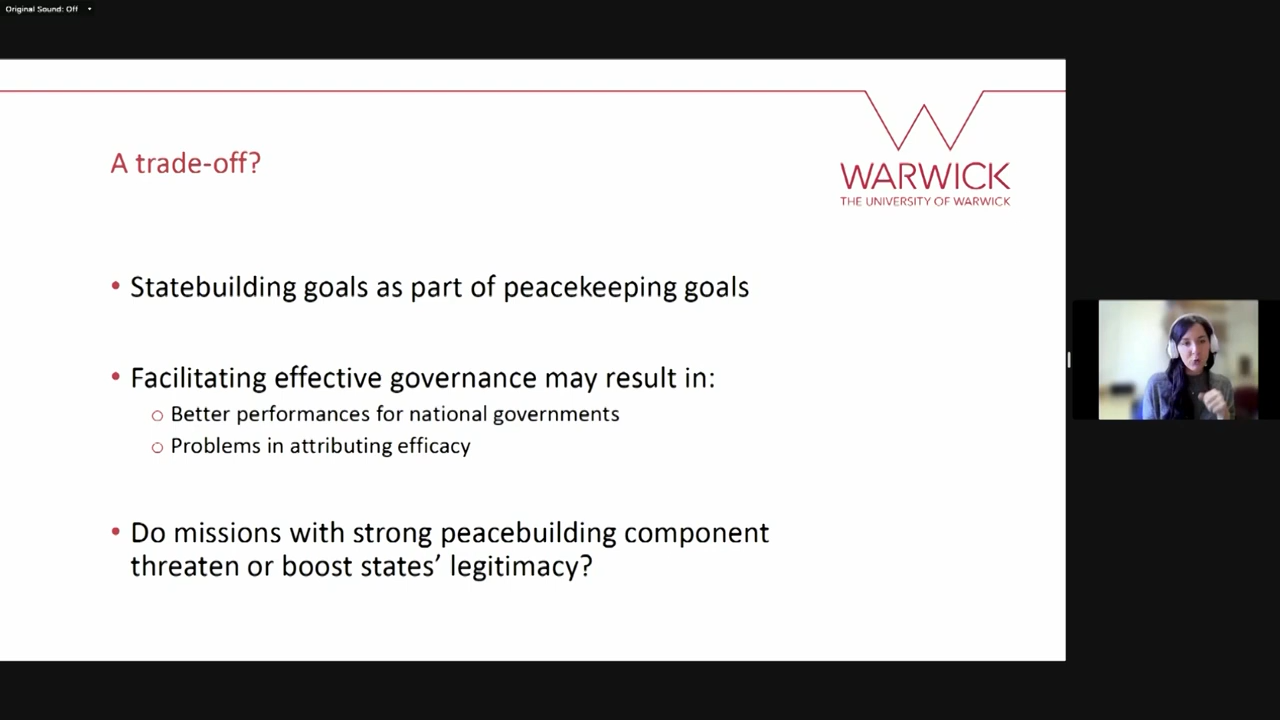 Original Sound: Off
A trade-off?
WARWICK
THE UNIVERSITY OF WARWICK
• Statebuilding goals as part of peacekeeping goals
• Facilitating effective governance may result in:
○ Better performances for national governments
○ Problems in attributing efficacy
• Do missions with strong peacebuilding component
threaten or boost states’ legitimacy?